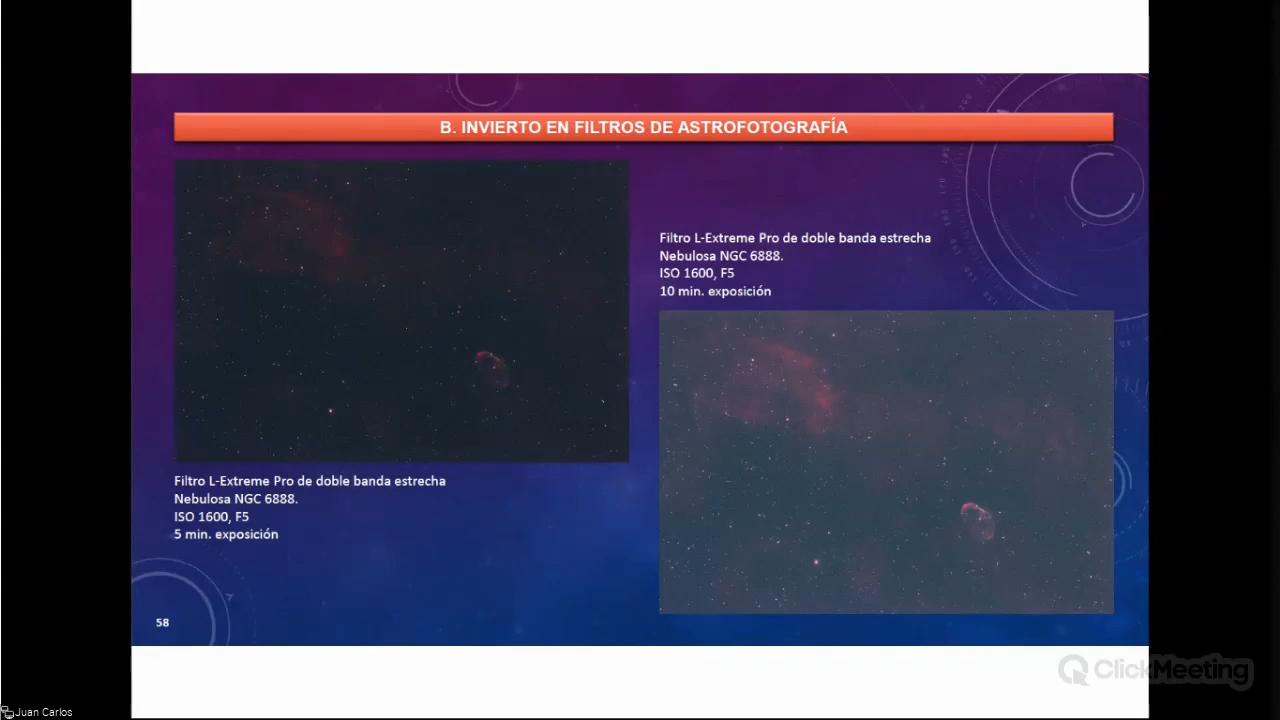 B. INVIERTO EN FILTROS DE ASTROFOTOGRAFÍA
Filtro L-Extreme Pro de doble banda estrecha
Nebulosa NGC 6888.
ISO 1600, F5
5 min. exposición
Filtro L-Extreme Pro de doble banda estrecha
Nebulosa NGC 6888.
ISO 1600, F5
10 min. exposición
58
ClickMeeting
Juan Carlos